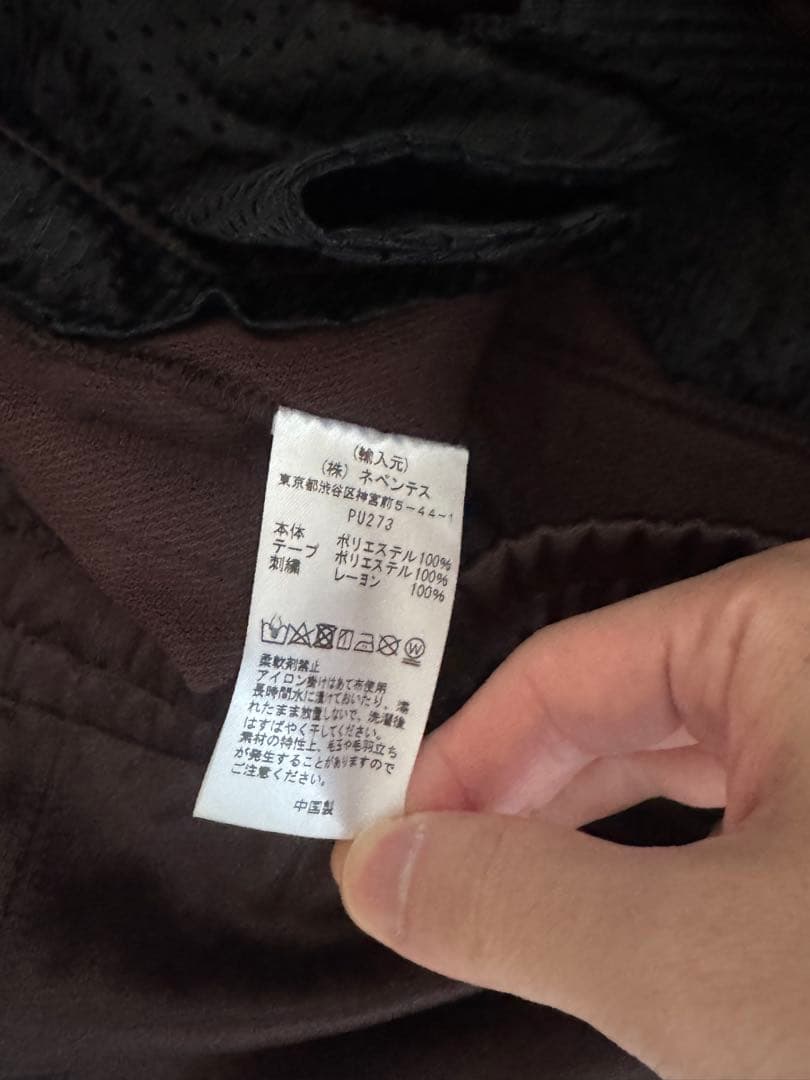 (輸入元)
(株) ネペンテス
東京都渋谷区神宮前5-44-1
PU273
本体 ポリエステル100%
テープ ポリエステル100%
刺繍 レーヨン 100%
W
柔軟剤禁止
アイロン掛けはあて布使用
長時間水に漬けておいたり、濡
れたまま放置しないで、洗濯後
はすばやく干してください。
素材の特性上、毛玉や毛羽立ち
が発生することがありますので
ご注意ください。
中国製